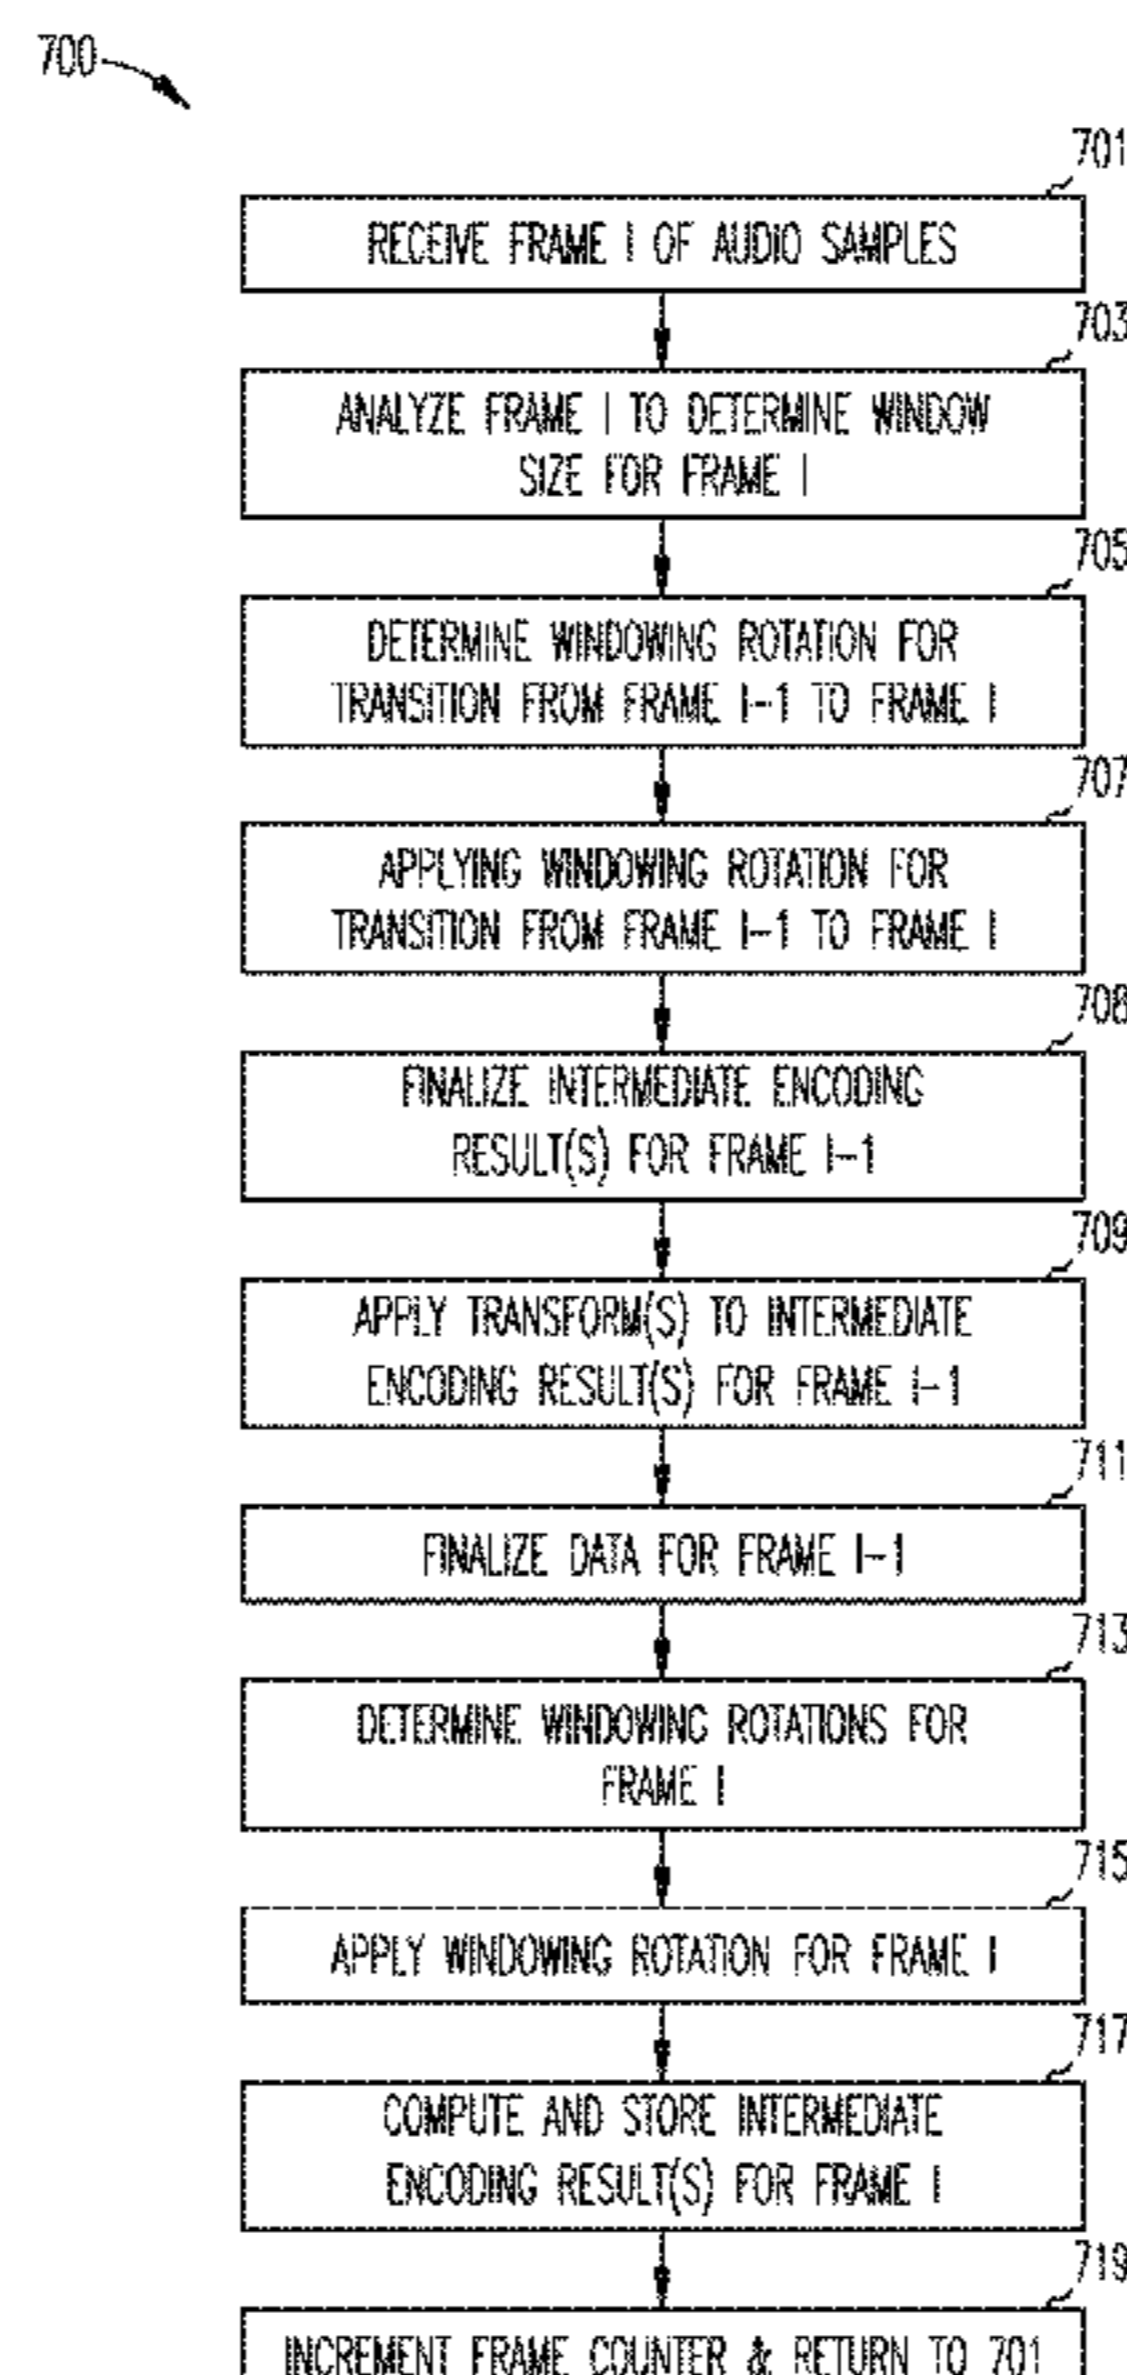 700
701
RECEIVE FRAME I OF AUDIO SAMPLES
703
ANALYZE FRAME I TO DETERMINE WINDOW
SIZE FOR FRAME I
705
DETERMINE WINDOWING ROTATION FOR
TRANSITION FROM FRAME I-1 TO FRAME I
707
APPLYING WINDOWING ROTATION FOR
TRANSITION FROM FRAME I-1 TO FRAME I
708
FINALIZE INTERMEDIATE ENCODING
RESULT(S) FOR FRAME I-1
709
APPLY TRANSFORM(S) TO INTERMEDIATE
ENCODING RESULT(S) FOR FRAME I-1
711
FINALIZE DATA FOR FRAME I-1
713
DETERMINE WINDOWING ROTATIONS FOR
FRAME I
715
APPLY WINDOWING ROTATION FOR FRAME I
717
COMPUTE AND STORE INTERMEDIATE
ENCODING RESULT(S) FOR FRAME I
719
INCREMENT FRAME COUNTER & RETURN TO 701